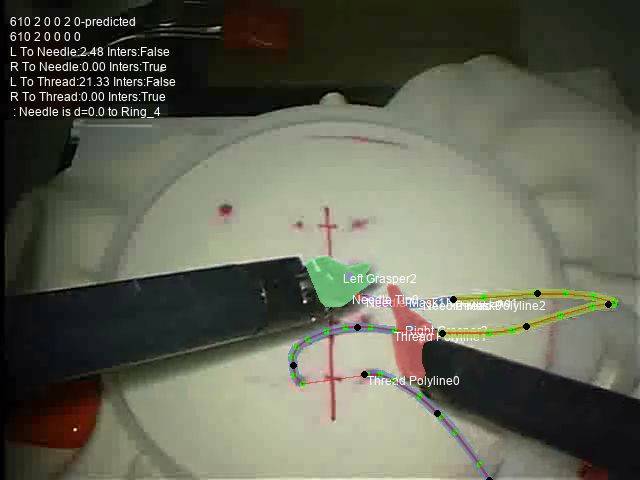 610 2 0 0 2 0-predicted
610 2 0 0 0 0
L To Needle:2.48 Inters:False
R To Needle:0.00 Inters:True
L To Thread:21.33 Inters:False
R To Thread:0.00 Inters:True
: Needle is d=0.0 to Ring_4
Left Grasper2
Needle Tip0
Right Grasper2
Thread Polyline1
Thread Polyline0